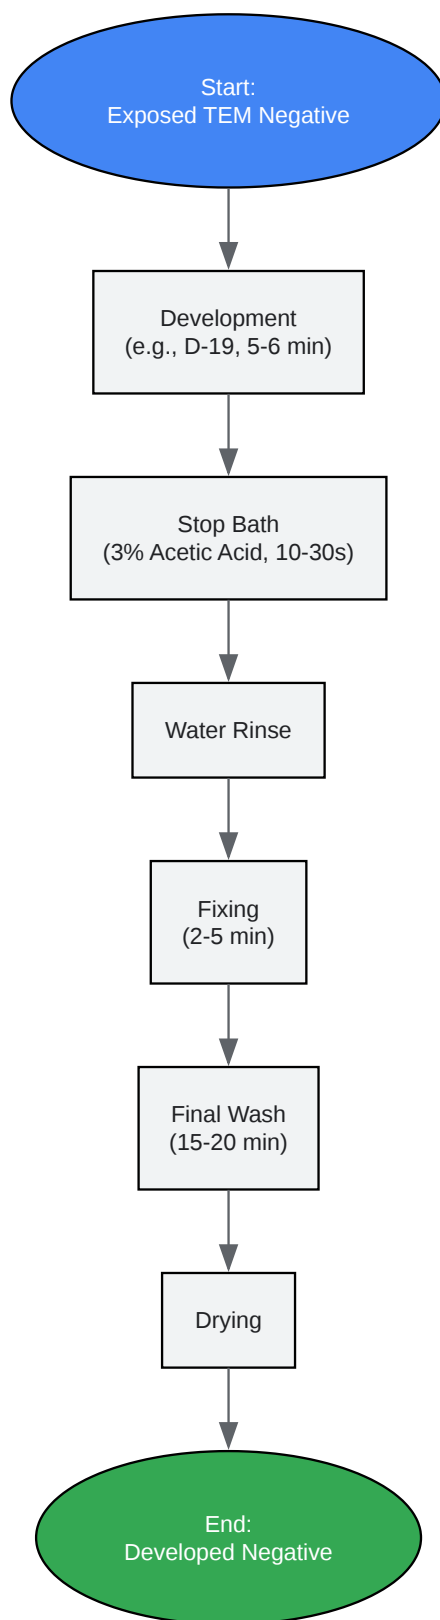 Start:
Exposed TEM Negative
Development
(e.g., D-19, 5-6 min)
Stop Bath
(3% Acetic Acid, 10-30s)
Water Rinse
Fixing
(2-5 min)
Final Wash
(15-20 min)
Drying
End:
Developed Negative